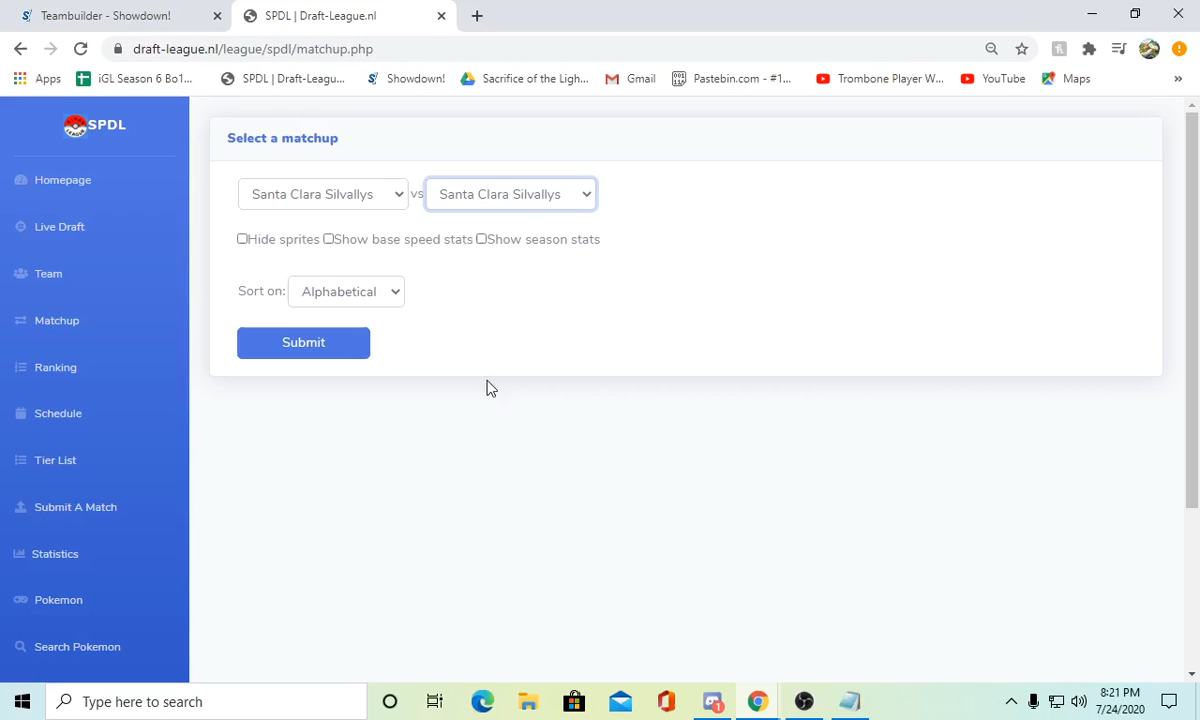 Teambuilder - Showdown!
SPDL | Draft-League.nl
draft-league.nl/league/spdl/matchup.php
Apps
iGL Season 6 Bo1...
SPDL | Draft-Leagu...
Showdown!
Sacrifice of the Ligh...
Gmail
Pastebin.com - #1...
Trombone Player W...
YouTube
Maps
»
SPDL
Homepage
Live Draft
Team
Matchup
Ranking
Schedule
Tier List
Submit A Match
Statistics
Pokemon
Search Pokemon
Select a matchup
Santa Clara Silvallys vs Santa Clara Silvallys
Hide sprites Show base speed stats Show season stats
Sort on: Alphabetical
Submit
Type here to search
1
8:21 PM
7/24/2020